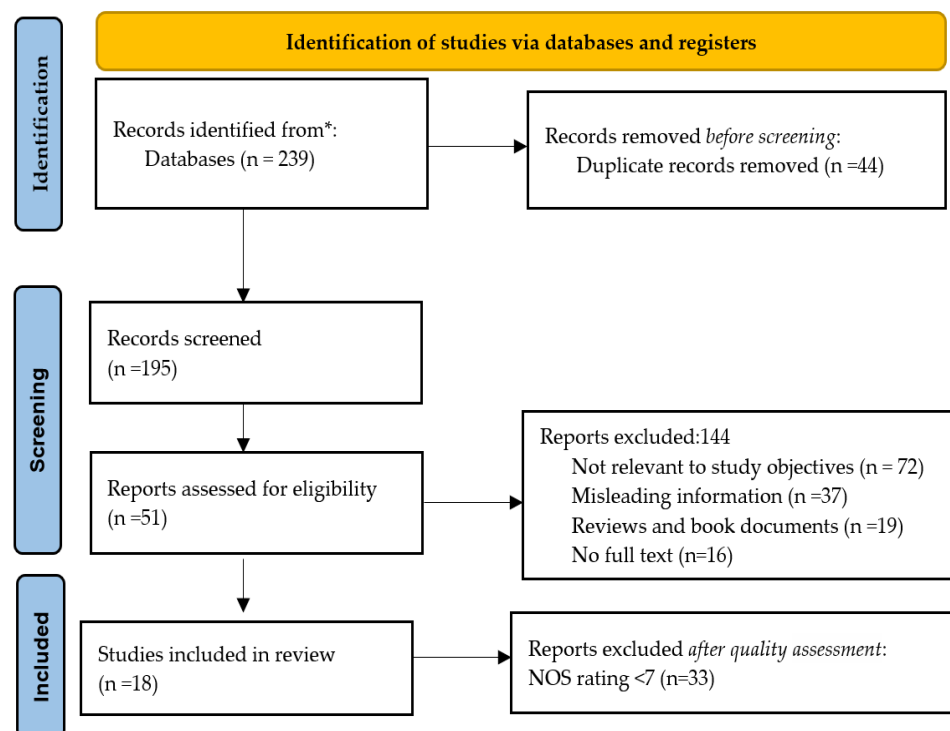 Identification of studies via databases and registers
Identification
Records identified from*:
Databases (n = 239)
Records removed before screening:
Duplicate records removed (n =44)
Screening
Records screened
(n =195)
Reports assessed for eligibility
(n =51)
Reports excluded:144
Not relevant to study objectives (n = 72)
Misleading information (n =37)
Reviews and book documents (n =19)
No full text (n=16)
Included
Studies included in review
(n =18)
Reports excluded after quality assessment:
NOS rating <7 (n=33)